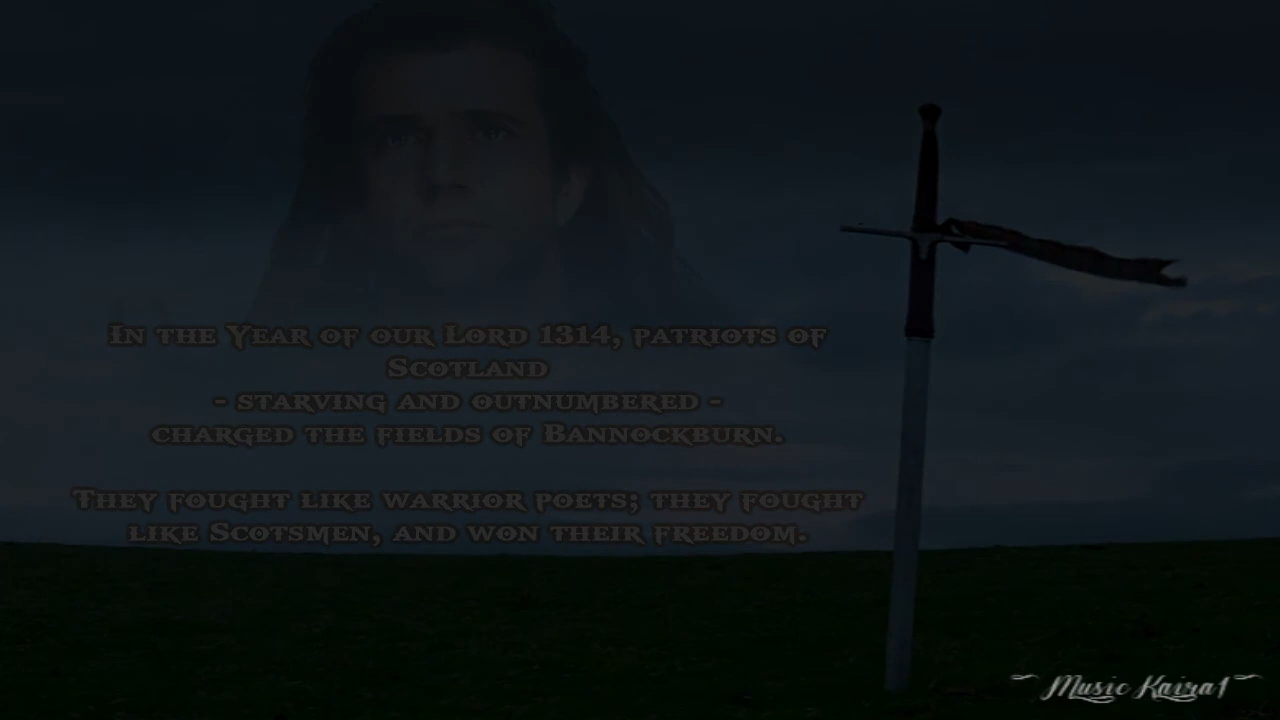 In the Year of our Lord 1314, patriots of
Scotland
- starving and outnumbered -
charged the fields of Bannockburn.
They fought like warrior poets; they fought
like Scotsmen, and won their freedom.
Music Kaira1